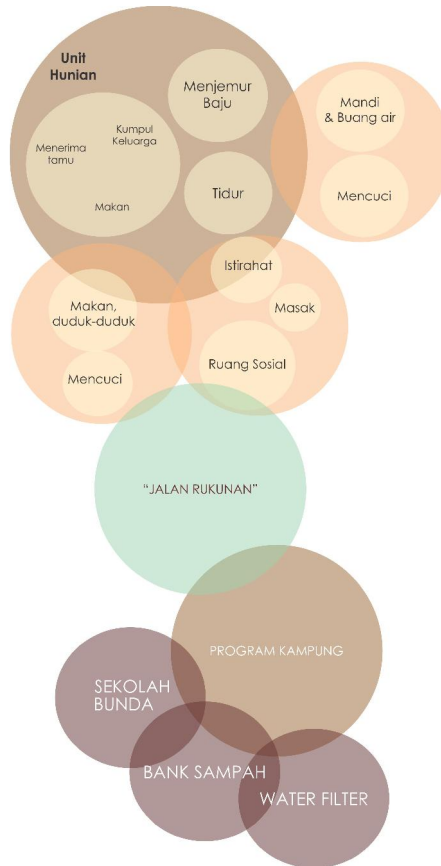 Unit
Hunian
Menjemur
Baju
Mandi
& Buang air
Kumpul
Keluarga
Menerima
tamu
Makan
Tidur
Mencuci
Istirahat
Makan,
duduk-duduk
Masak
Mencuci
Ruang Sosial
"JALAN RUKUNAN"
PROGRAM KAMPUNG
SEKOLAH
BUNDA
BANK SAMPAH
WATER FILTER